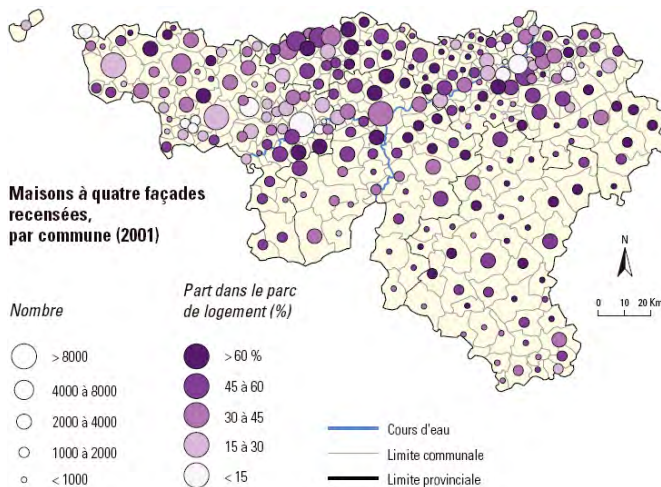 Maisons à quatre façades
recensées,
par commune (2001)
Nombre
> 8000
4000 à 8000
2000 à 4000
1000 à 2000
< 1000
Part dans le parc
de logement (%)
> 60 %
45 à 60
30 à 45
15 à 30
< 15
Cours d'eau
Limite communale
Limite provinciale
N
0 10 20 Km